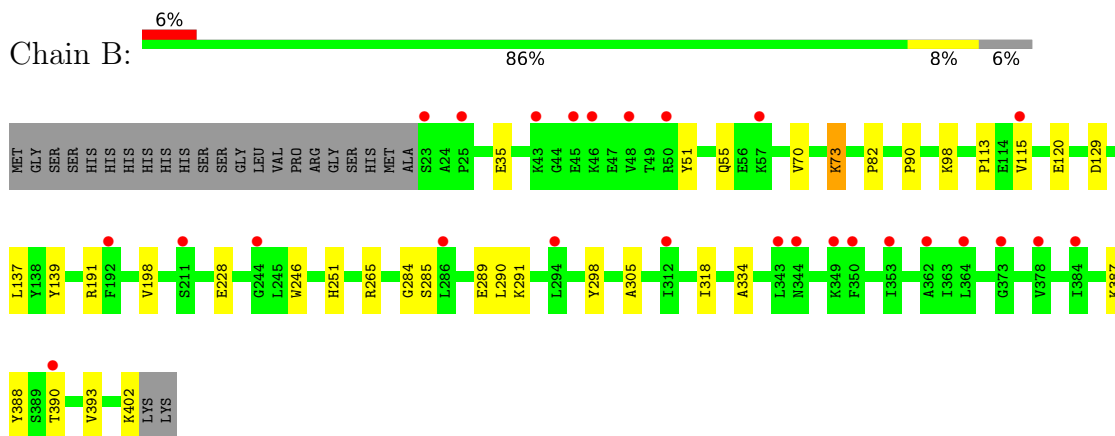 6%
Chain B:
86% 8% 6%
MET GLY SER SER HIS HIS HIS HIS HIS HIS SER SER GLY LEU VAL PRO ARG GLY SER HIS MET ALA S23 A24 P25 E35 K43 G44 E45 K46 E47 V48 T49 R50 Y51 Q55 E56 K57 V70 K73 P82 P90 K98 P113 E114 V115 E120 D129
L137 Y138 Y139 R191 F192 V198 S211 E228 G244 L245 W246 H251 R265 G284 S285 L286 E289 L290 K291 L294 Y298 A305 I312 I318 A334 L343 N344 K349 F350 I353 A362 I363 L364 G373 V378 I384 K387
Y388 S389 T390 V393 K402 LYS LYS